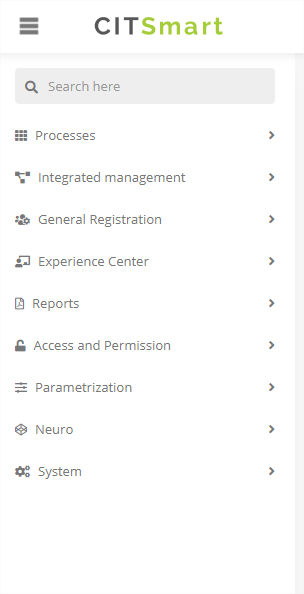 CITSmart
Search here
Processes
Integrated management
General Registration
Experience Center
Reports
Access and Permission
Parametrization
Neuro
System